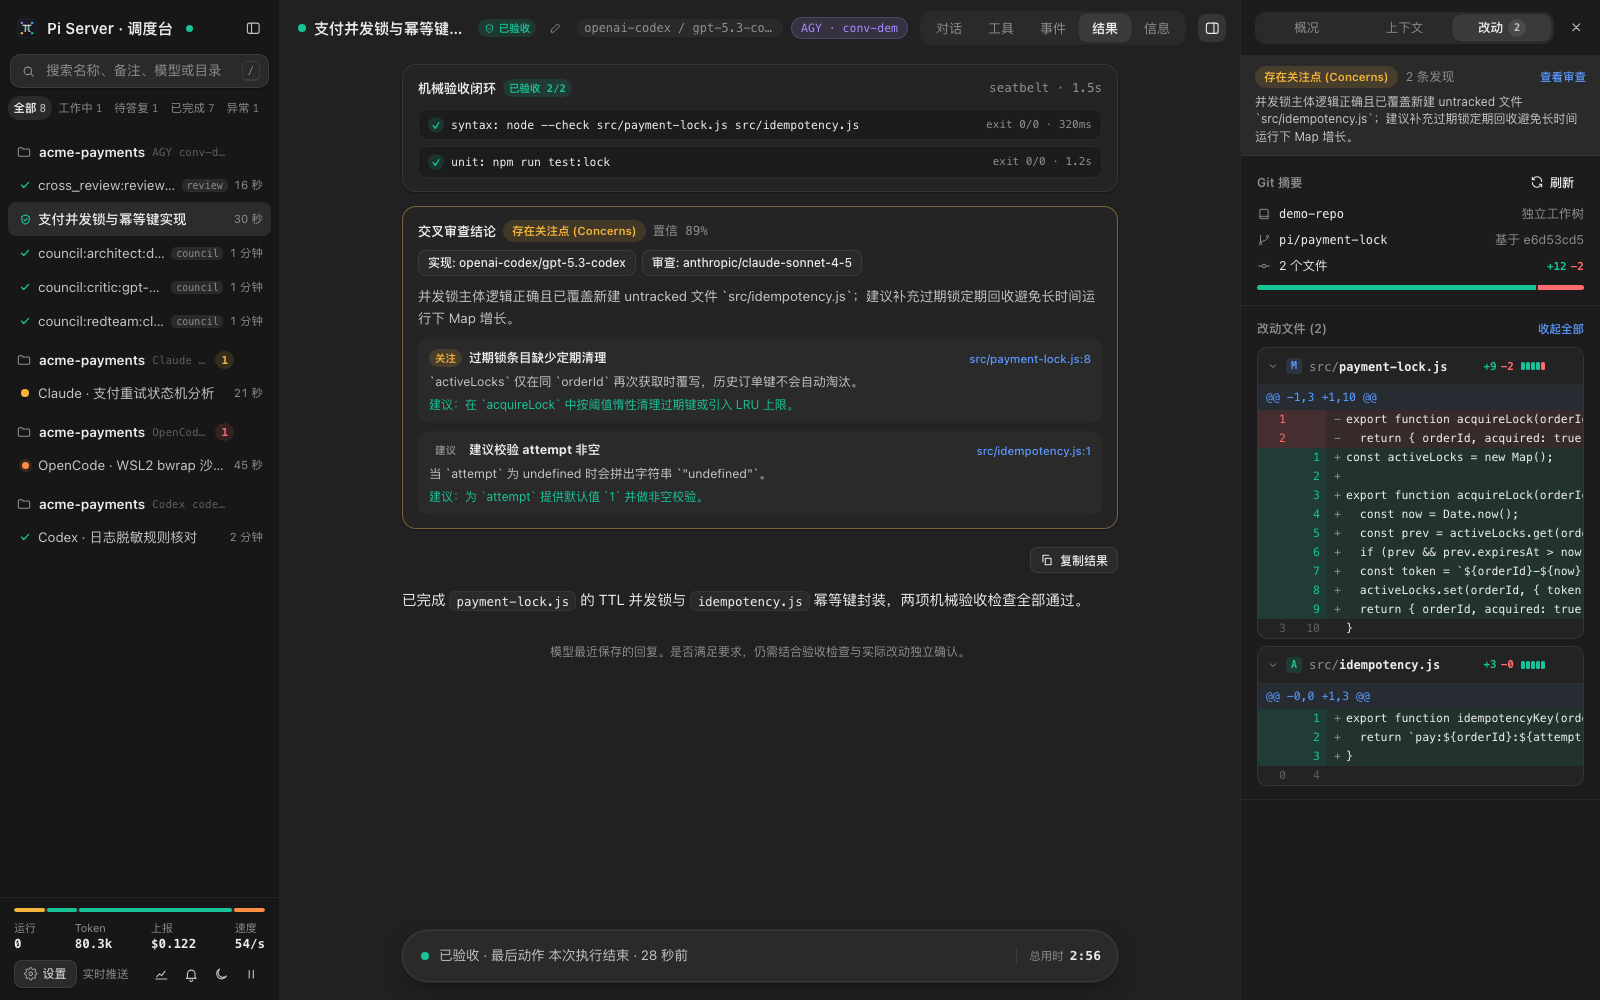 Pi Server · 调度台
搜索名称、备注、模型或目录 /
全部 8 工作中 1 待答复 1 已完成 7 异常 1
acme-payments AGY conv-d…
cross_review:review… review 16 秒
支付并发锁与幂等键实现 30 秒
council:architect:d… council 1 分钟
council:critic:gpt-… council 1 分钟
council:redteam:cl… council 1 分钟
acme-payments Claude … 1
Claude · 支付重试状态机分析 21 秒
acme-payments OpenCod… 1
OpenCode · WSL2 bwrap 沙… 45 秒
acme-payments Codex code…
Codex · 日志脱敏规则核对 2 分钟
运行 Token 上报 速度
0 80.3k $0.122 54/s
设置 实时推送
支付并发锁与幂等键… 已验收 openai-codex / gpt-5.3-co… AGY · conv-dem 对话 工具 事件 结果 信息
机械验收闭环 已验收 2/2 seatbelt · 1.5s
syntax: node --check src/payment-lock.js src/idempotency.js exit 0/0 · 320ms
unit: npm run test:lock exit 0/0 · 1.2s
交叉审查结论 存在关注点 (Concerns) 置信 89%
实现: openai-codex/gpt-5.3-codex 审查: anthropic/claude-sonnet-4-5
并发锁主体逻辑正确且已覆盖新建 untracked 文件 `src/idempotency.js`；建议补充过期锁定期回收避免长时间运
行下 Map 增长。
关注 过期锁条目缺少定期清理 src/payment-lock.js:8
`activeLocks` 仅在同 `orderId` 再次获取时覆写，历史订单键不会自动淘汰。
建议：在 `acquireLock` 中按阈值惰性清理过期键或引入 LRU 上限。
建议 建议校验 attempt 非空 src/idempotency.js:1
当 `attempt` 为 undefined 时会拼出字符串 `"undefined"`。
建议：为 `attempt` 提供默认值 `1` 并做非空校验。
复制结果
已完成 payment-lock.js 的 TTL 并发锁与 idempotency.js 幂等键封装，两项机械验收检查全部通过。
模型最近保存的回复。是否满足要求，仍需结合验收检查与实际改动独立确认。
已验收 · 最后动作 本次执行结束 · 28 秒前 总用时 2:56
概况 上下文 改动 2
存在关注点 (Concerns) 2 条发现 查看审查
并发锁主体逻辑正确且已覆盖新建 untracked 文件
`src/idempotency.js`；建议补充过期锁定期回收避免长时间
运行下 Map 增长。
Git 摘要 刷新
demo-repo 独立工作树
pi/payment-lock 基于 e6d53cd5
2 个文件 +12 −2
改动文件 (2) 收起全部
M src/payment-lock.js +9 −2
@@ −1,3 +1,10 @@
1 − export function acquireLock(orderI
2 − return { orderId, acquired: true
1 + const activeLocks = new Map();
2 +
3 + export function acquireLock(orderI
4 + const now = Date.now();
5 + const prev = activeLocks.get(ord
6 + if (prev && prev.expiresAt > now
7 + const token = `${orderId}-${now}
8 + activeLocks.set(orderId, { token
9 + return { orderId, acquired: true
3 10 }
A src/idempotency.js +3 −0
@@ −0,0 +1,3 @@
1 + export function idempotencyKey(ord
2 + return `pay:${orderId}:${attempt
3 + }
0 4